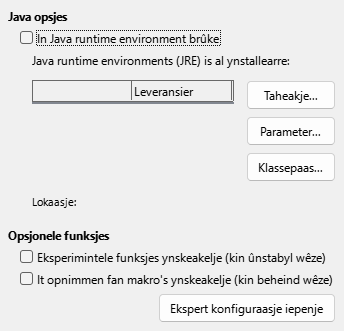 Java opsjes
In Java runtime environment brûke
Java runtime environments (JRE) is al ynstallearre:
Leveransier
Taheakje...
Parameter...
Klassepaas...
Lokaasje:
Opsjonele funksjes
Eksperimintele funksjes ynskeakelje (kin ûnstabyl wêze)
It opnimmen fan makro's ynskeakelje (kin beheind wêze)
Ekspert konfiguraasje iepenje